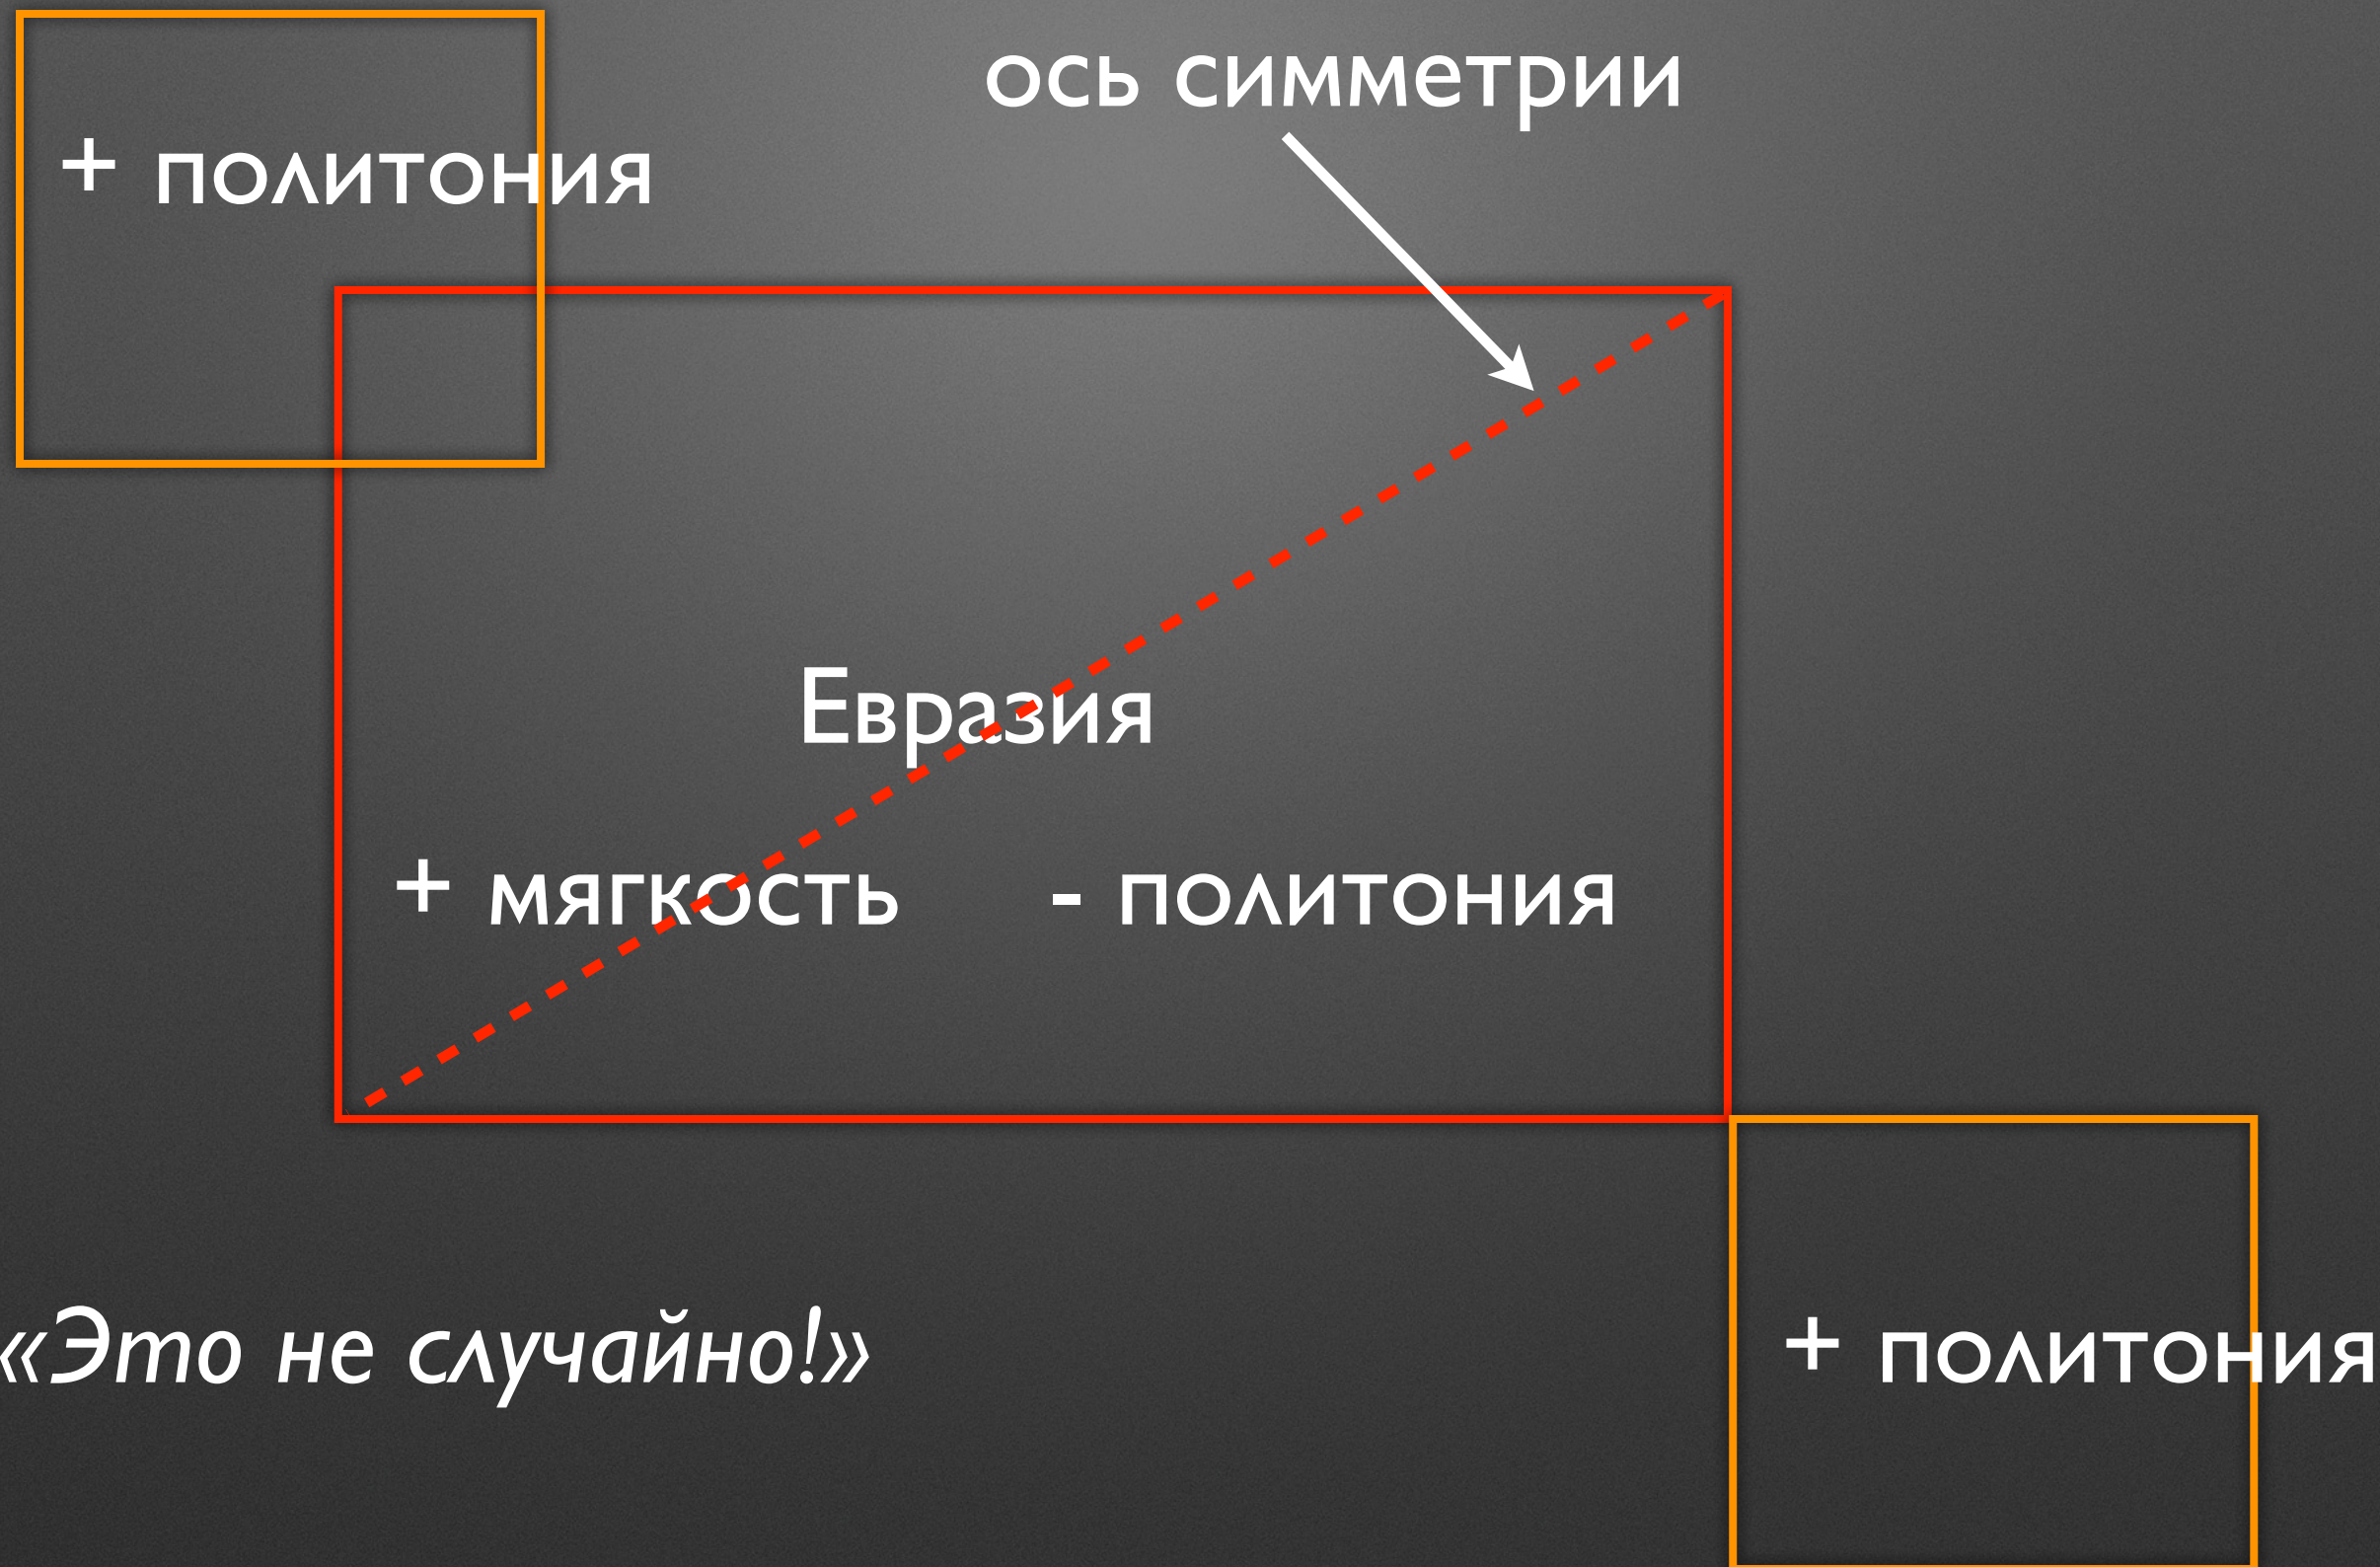 ось симметрии
+ политония
Евразия
+ мягкость - политония
«Это не случайно!»
+ политония